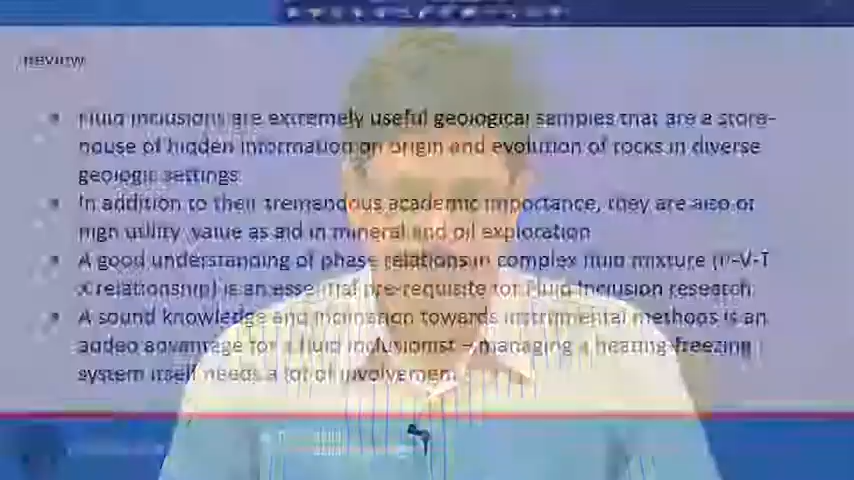 Review
Fluid inclusions are extremely useful geological samples that are a store-
house of hidden information on origin and evolution of rocks in diverse
geologic settings
In addition to their tremendous academic importance, they are also of
high utility value as aid in mineral and oil exploration
A good understanding of phase relations in complex fluid mixture (P-V-T
X relationship) is an essential pre-requisite for Fluid Inclusion research
A sound knowledge and inclination towards instrumental methods is an
added advantage for a fluid inclusionist – managing a heating-freezing
system itself needs a lot of involvement